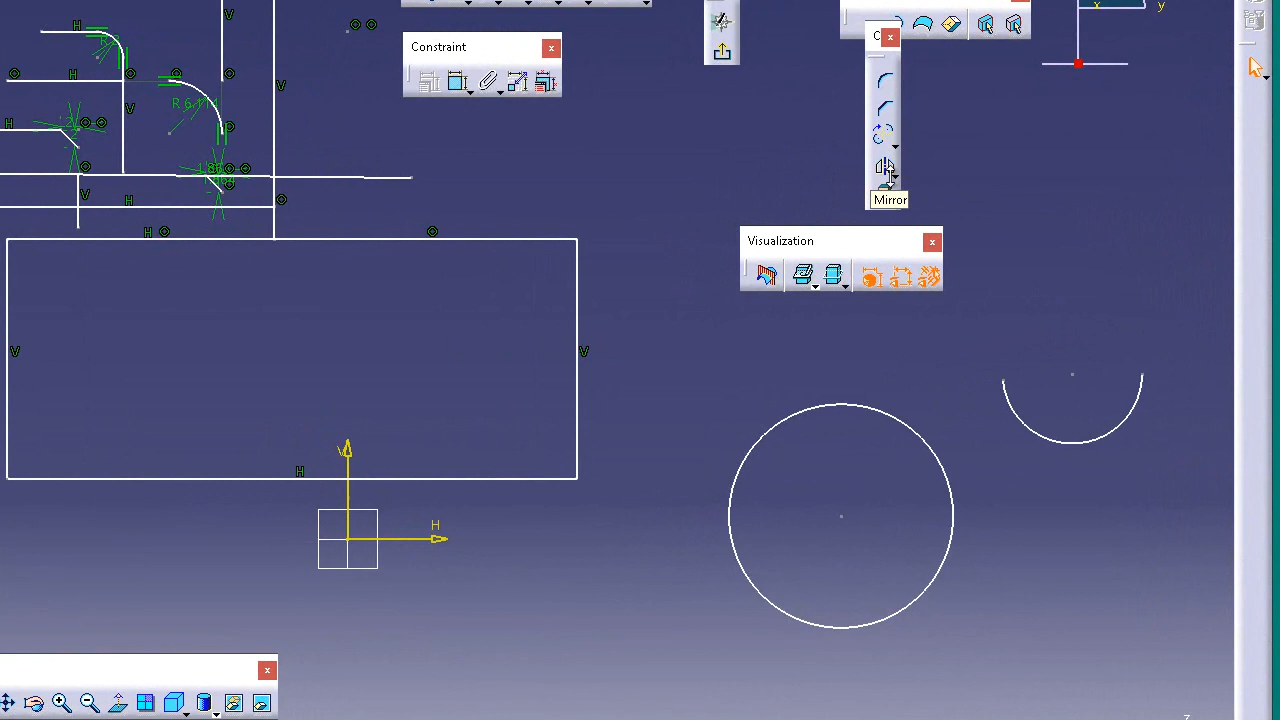 H
V
x
y
C
Constraint
V
R
H
V
R 6.114
V
H
H
V
H
Mirror
H
Visualization
V
V
H
V
H
z